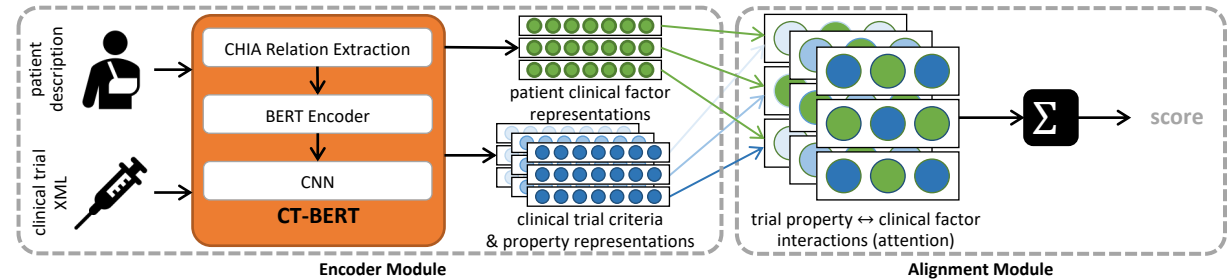 patient
description
clinical trial
XML
CHIA Relation Extraction
BERT Encoder
CNN
CT-BERT
patient clinical factor
representations
clinical trial criteria
& property representations
Encoder Module
trial property ↔ clinical factor
interactions (attention)
Σ
score
Alignment Module